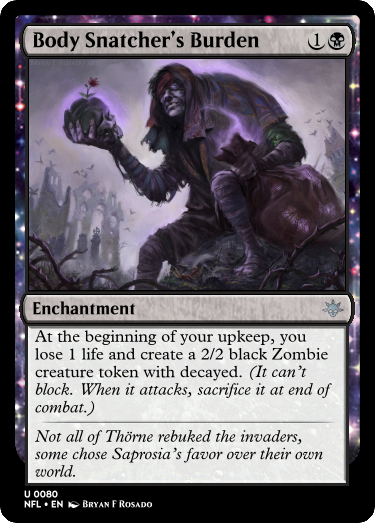 Body Snatcher's Burden 1
Enchantment
At the beginning of your upkeep, you
lose 1 life and create a 2/2 black Zombie
creature token with decayed. (It can't
block. When it attacks, sacrifice it at end of
combat.)
Not all of Thörne rebuked the invaders,
some chose Saprosia's favor over their own
world.
U 0080
NFL • EN Bryan F Rosado